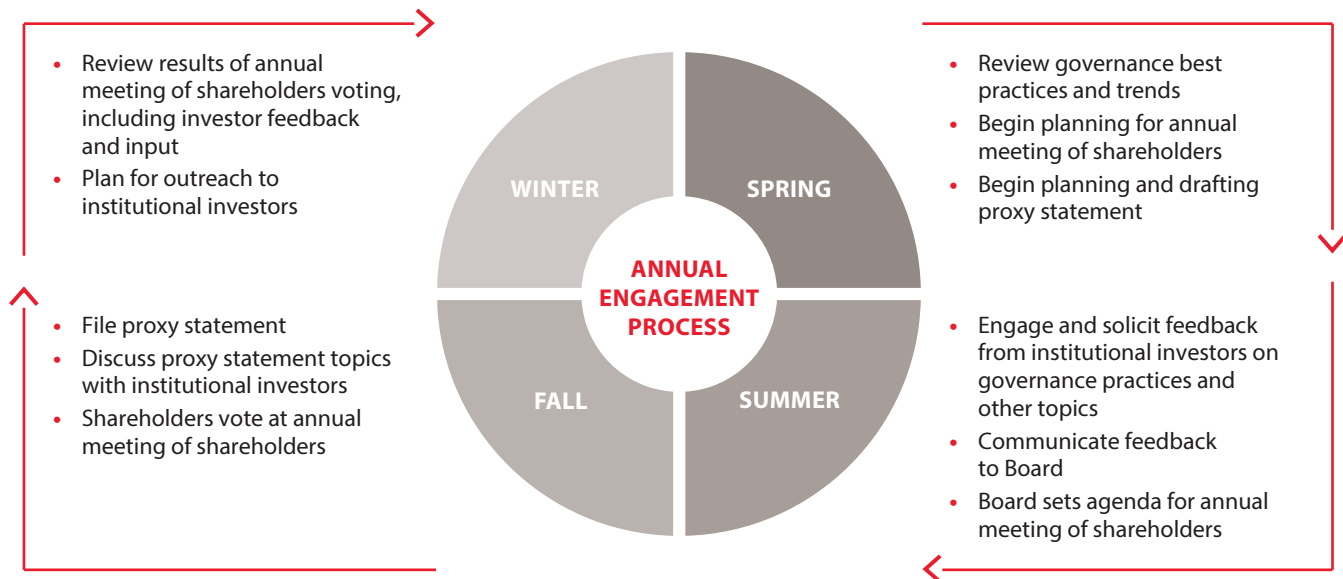 • Review results of annual
meeting of shareholders voting,
including investor feedback
and input
• Plan for outreach to
institutional investors
WINTER
SPRING
• Review governance best
practices and trends
• Begin planning for annual
meeting of shareholders
• Begin planning and drafting
proxy statement
ANNUAL
ENGAGEMENT
PROCESS
• File proxy statement
• Discuss proxy statement topics
with institutional investors
• Shareholders vote at annual
meeting of shareholders
FALL
SUMMER
• Engage and solicit feedback
from institutional investors on
governance practices and
other topics
• Communicate feedback
to Board
• Board sets agenda for annual
meeting of shareholders